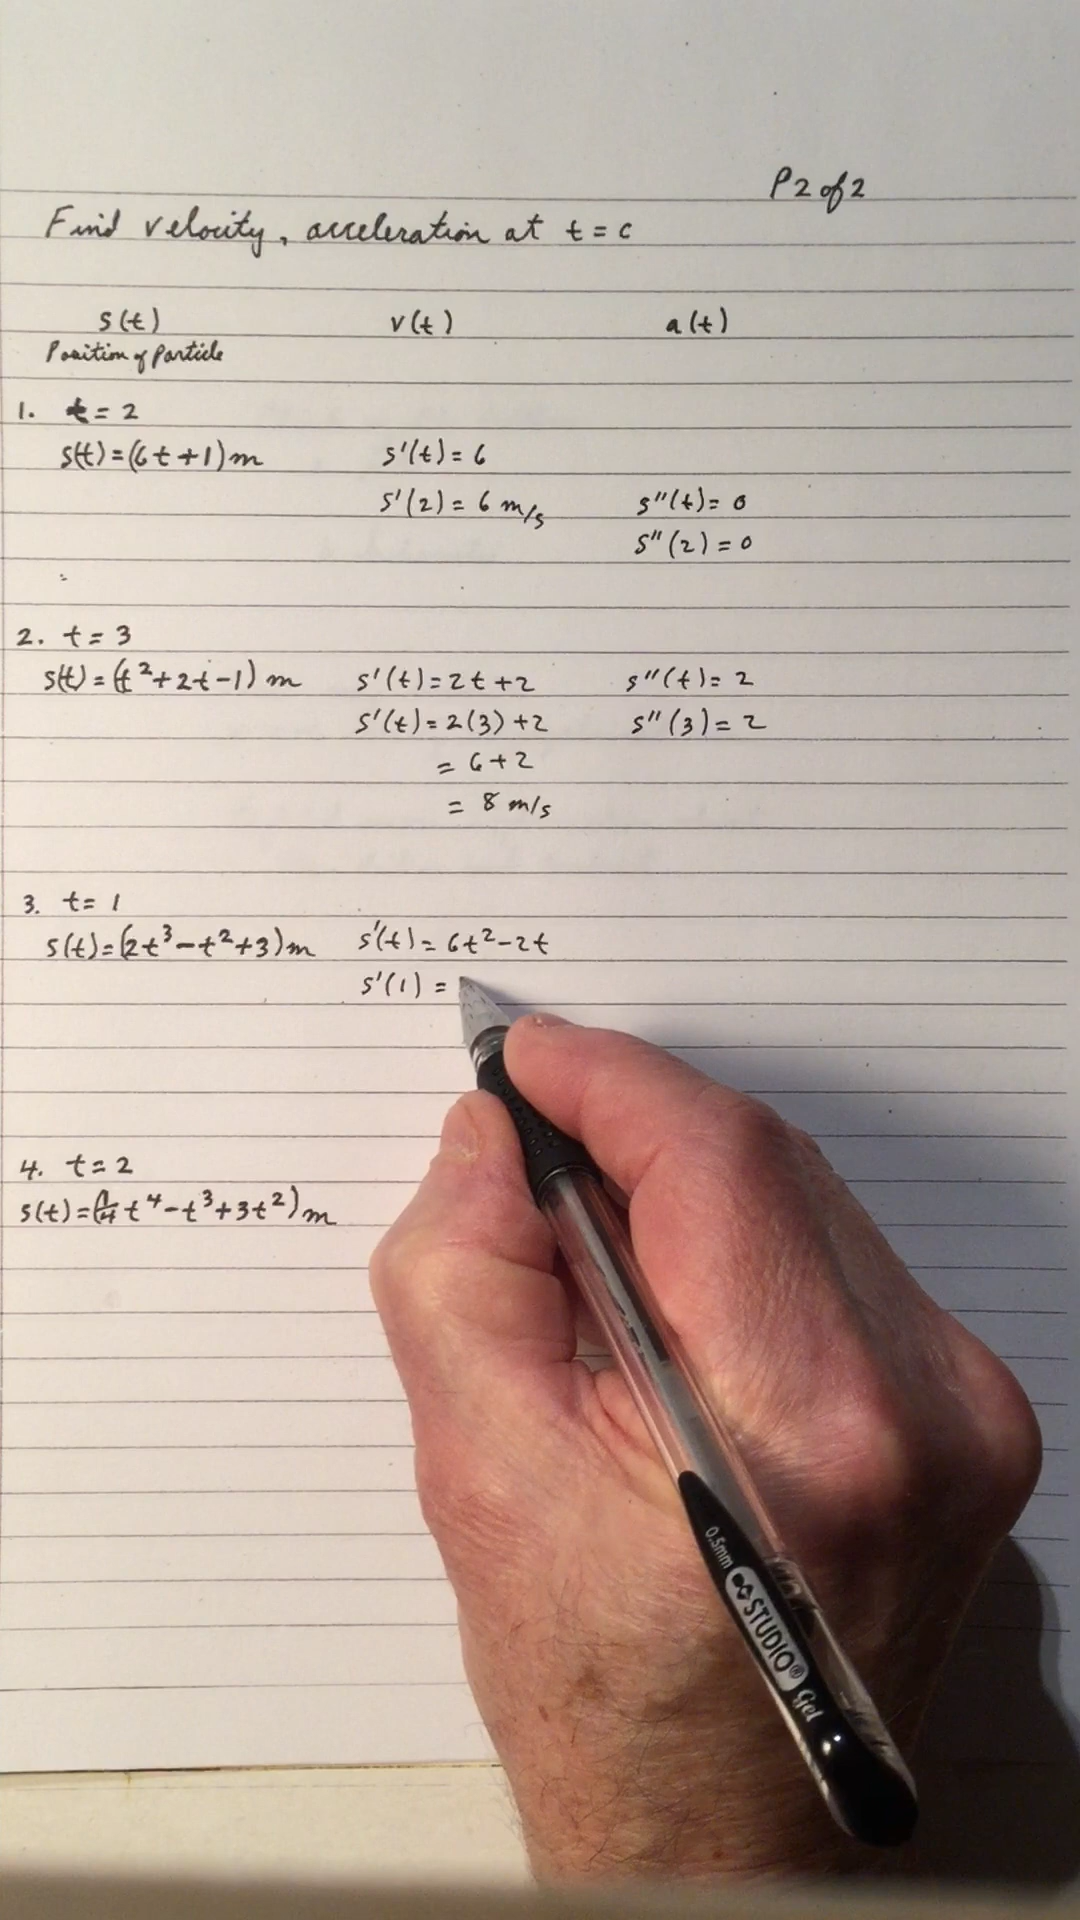 P2 of 2
Find velocity, acceleration at t = c
s(t) v(t) a(t)
Position of Particle
1. t = 2
s(t) = (6t + 1) m s'(t) = 6
s'(2) = 6 m/s s''(t) = 0
s''(2) = 0
2. t = 3
s(t) = (t² + 2t - 1) m s'(t) = 2t + 2 s''(t) = 2
s'(t) = 2(3) + 2 s''(3) = 2
= 6 + 2
= 8 m/s
3. t = 1
s(t) = (2t³ - t² + 3) m s'(t) = 6t² - 2t
s'(1) =
4. t = 2
s(t) = (1/4 t⁴ - t³ + 3t²) m
0.5mm STUDIO® Gel